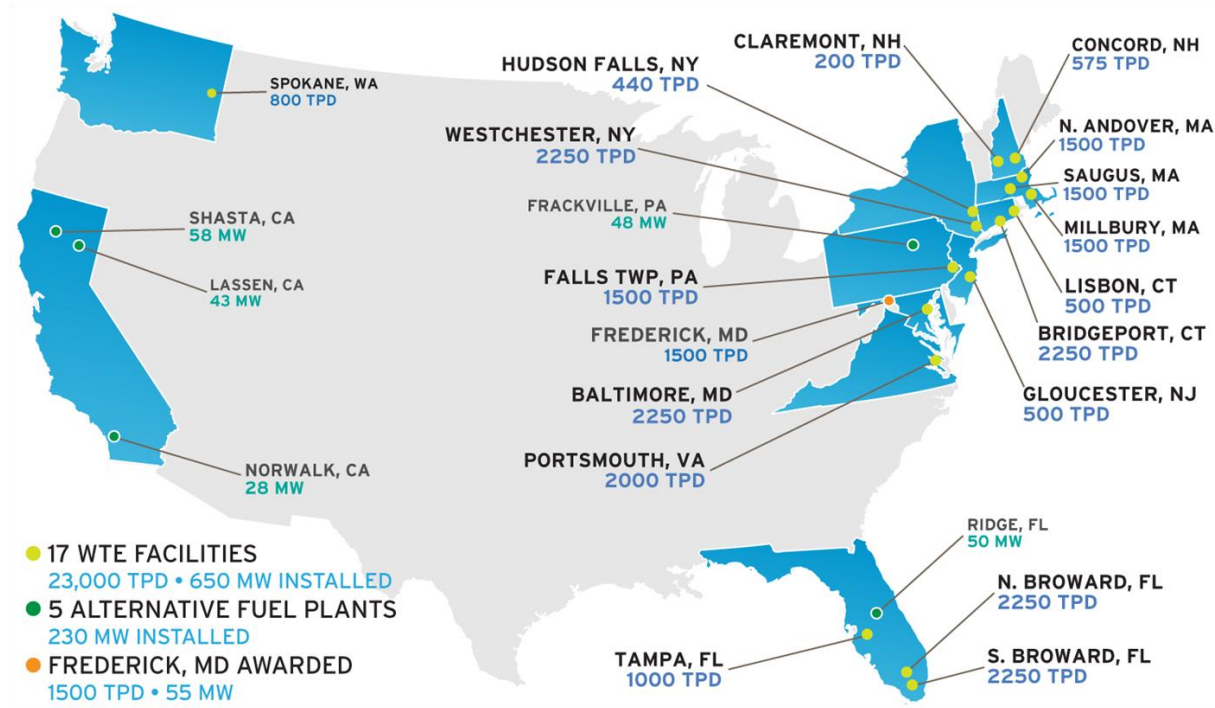 CLAREMONT, NH
200 TPD
CONCORD, NH
575 TPD
HUDSON FALLS, NY
440 TPD
SPOKANE, WA
800 TPD
N. ANDOVER, MA
1500 TPD
WESTCHESTER, NY
2250 TPD
SAUGUS, MA
1500 TPD
FRACKVILLE, PA
48 MW
SHASTA, CA
58 MW
MILLBURY, MA
1500 TPD
FALLS TWP, PA
1500 TPD
LASSEN, CA
43 MW
LISBON, CT
500 TPD
FREDERICK, MD
1500 TPD
BRIDGEPORT, CT
2250 TPD
BALTIMORE, MD
2250 TPD
GLOUCESTER, NJ
500 TPD
PORTSMOUTH, VA
2000 TPD
NORWALK, CA
28 MW
RIDGE, FL
50 MW
17 WTE FACILITIES
23,000 TPD • 650 MW INSTALLED
5 ALTERNATIVE FUEL PLANTS
230 MW INSTALLED
FREDERICK, MD AWARDED
1500 TPD • 55 MW
N. BROWARD, FL
2250 TPD
TAMPA, FL
1000 TPD
S. BROWARD, FL
2250 TPD